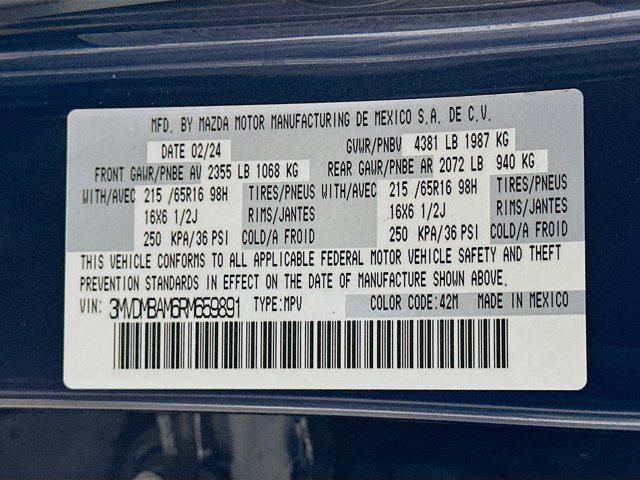 MFD. BY MAZDA MOTOR MANUFACTURING DE MEXICO S.A. DE C.V.
DATE 02/24 GVWR/PNBV 4381 LB 1987 KG
FRONT GAWR/PNBE AV 2355 LB 1068 KG REAR GAWR/PNBE AR 2072 LB 940 KG
WITH/AVEC 215 /65R16 98H TIRES/PNEUS WITH/AVEC 215 /65R16 98H TIRES/PNEUS
16X6 1/2J RIMS/JANTES 16X6 1/2J RIMS/JANTES
250 KPA/36 PSI COLD/A FROID 250 KPA/36 PSI COLD/A FROID
THIS VEHICLE CONFORMS TO ALL APPLICABLE FEDERAL MOTOR VEHICLE SAFETY AND THEFT
PREVENTION STANDARDS IN EFFECT ON THE DATE OF MANUFACTURE SHOWN ABOVE.
VIN: 3MVDMBAM6RM659891 TYPE:MPV COLOR CODE:42M MADE IN MEXICO